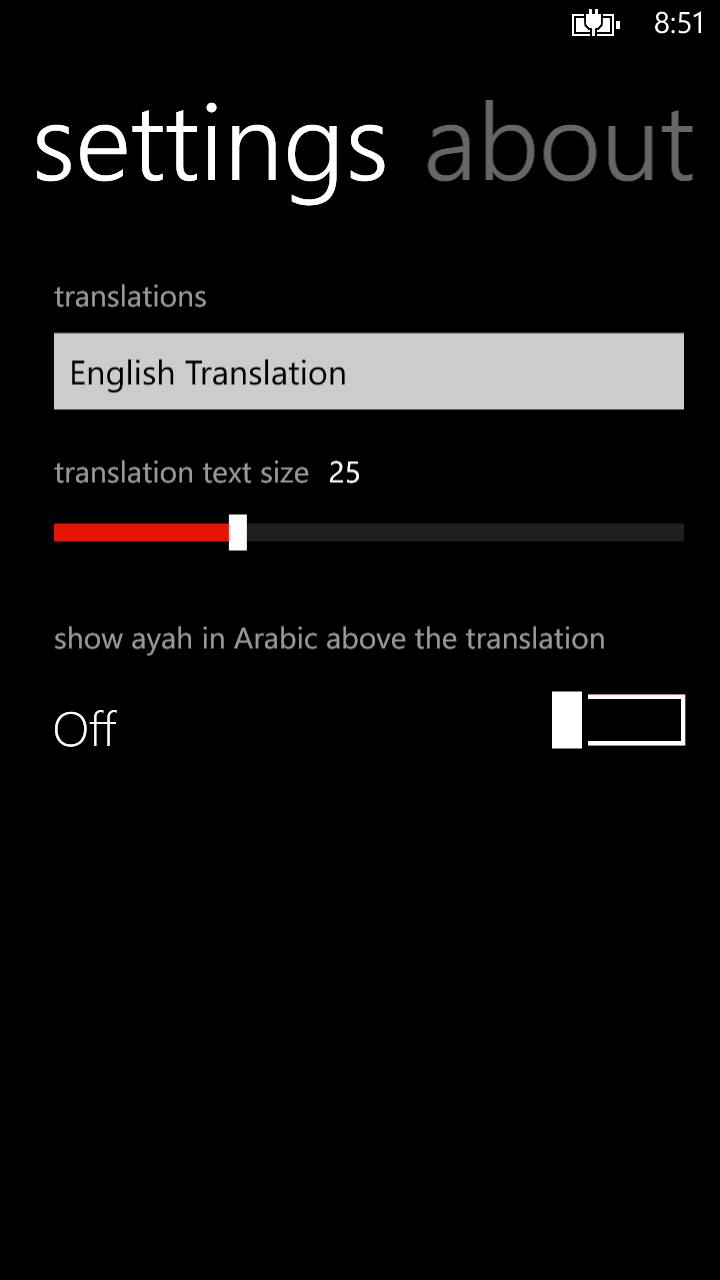 8:51
settings about
translations
English Translation
translation text size 25
show ayah in Arabic above the translation
Off